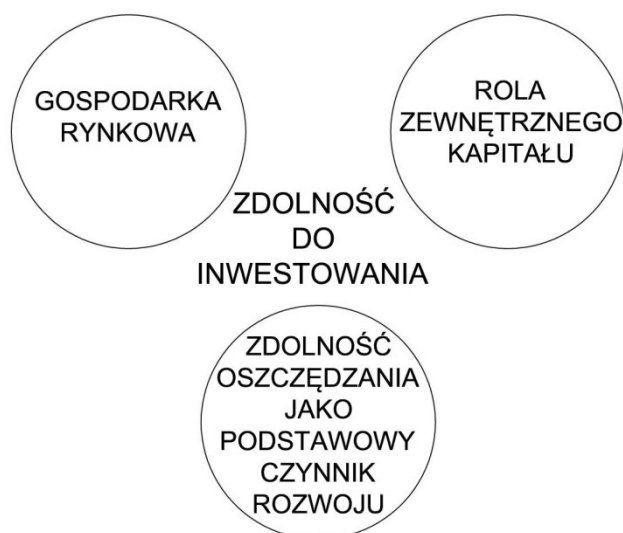 GOSPODARKA
RYNKOWA
ROLA
ZEWNĘTRZNEGO
KAPITAŁU
ZDOLNOŚĆ
DO
INWESTOWANIA
ZDOLNOŚĆ
OSZCZĘDZANIA
JAKO
PODSTAWOWY
CZYNNIK
ROZWOJU